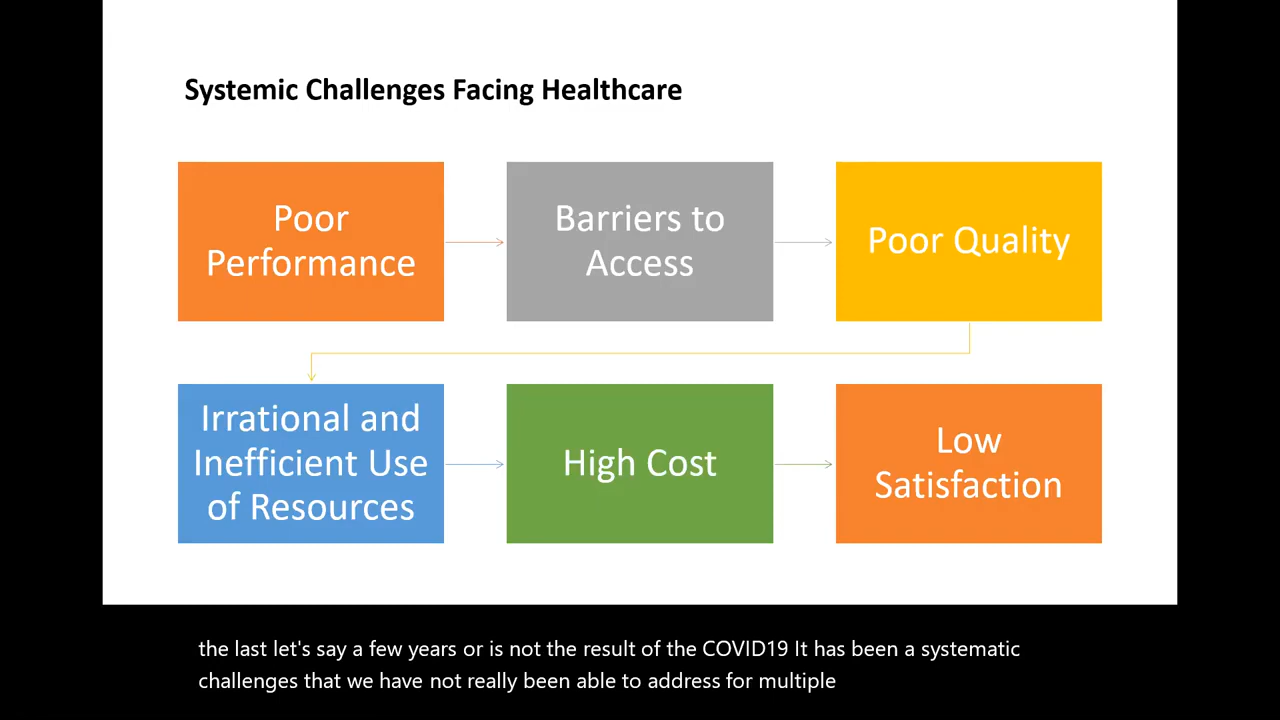 Systemic Challenges Facing Healthcare
Poor
Performance
Barriers to
Access
Poor Quality
Irrational and
Inefficient Use
of Resources
High Cost
Low
Satisfaction
the last let's say a few years or is not the result of the COVID19 It has been a systematic
challenges that we have not really been able to address for multiple